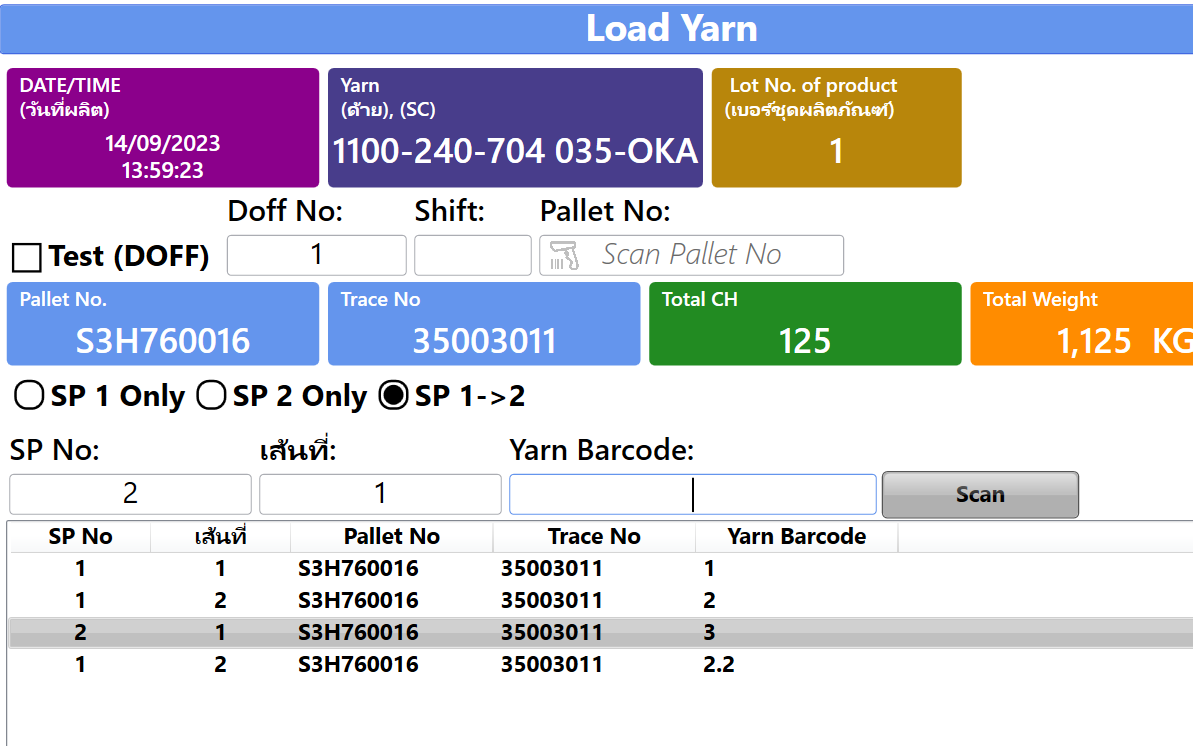 Load Yarn
DATE/TIME
(วันที่ผลิต)
14/09/2023
13:59:23
Yarn
(ด้าย), (SC)
1100-240-704 035-OKA
Lot No. of product
(เบอร์ชุดผลิตภัณฑ์)
1
Doff No: Shift: Pallet No:
Test (DOFF) 1 Scan Pallet No
Pallet No.
S3H760016
Trace No
35003011
Total CH
125
Total Weight
1,125 KG
SP 1 Only SP 2 Only SP 1->2
SP No: เส้นที่: Yarn Barcode:
2 1 Scan
SP No เส้นที่ Pallet No Trace No Yarn Barcode
1 1 S3H760016 35003011 1
1 2 S3H760016 35003011 2
2 1 S3H760016 35003011 3
1 2 S3H760016 35003011 2.2